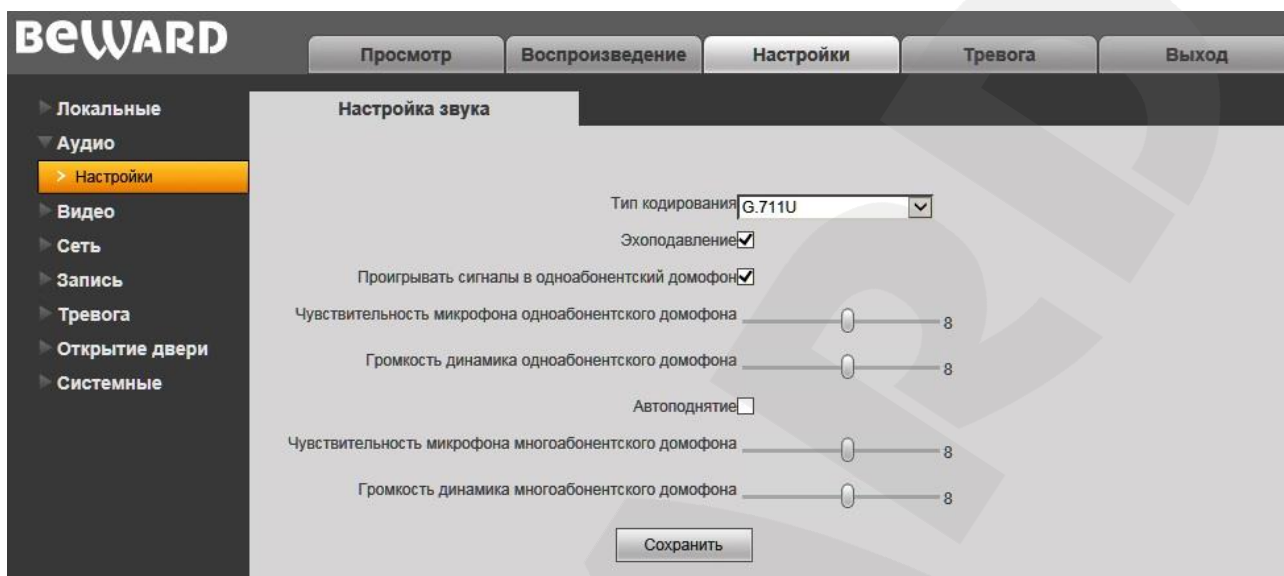 BEWARD
Просмотр Воспроизведение Настройки Тревога Выход
Локальные
Аудио
> Настройки
Видео
Сеть
Запись
Тревога
Открытие двери
Системные
Настройка звука
Тип кодирования G.711U
Эхоподавление
Проигрывать сигналы в одноабонентский домофон
Чувствительность микрофона одноабонентского домофона 8
Громкость динамика одноабонентского домофона 8
Автоподнятие
Чувствительность микрофона многоабонентского домофона 8
Громкость динамика многоабонентского домофона 8
Сохранить